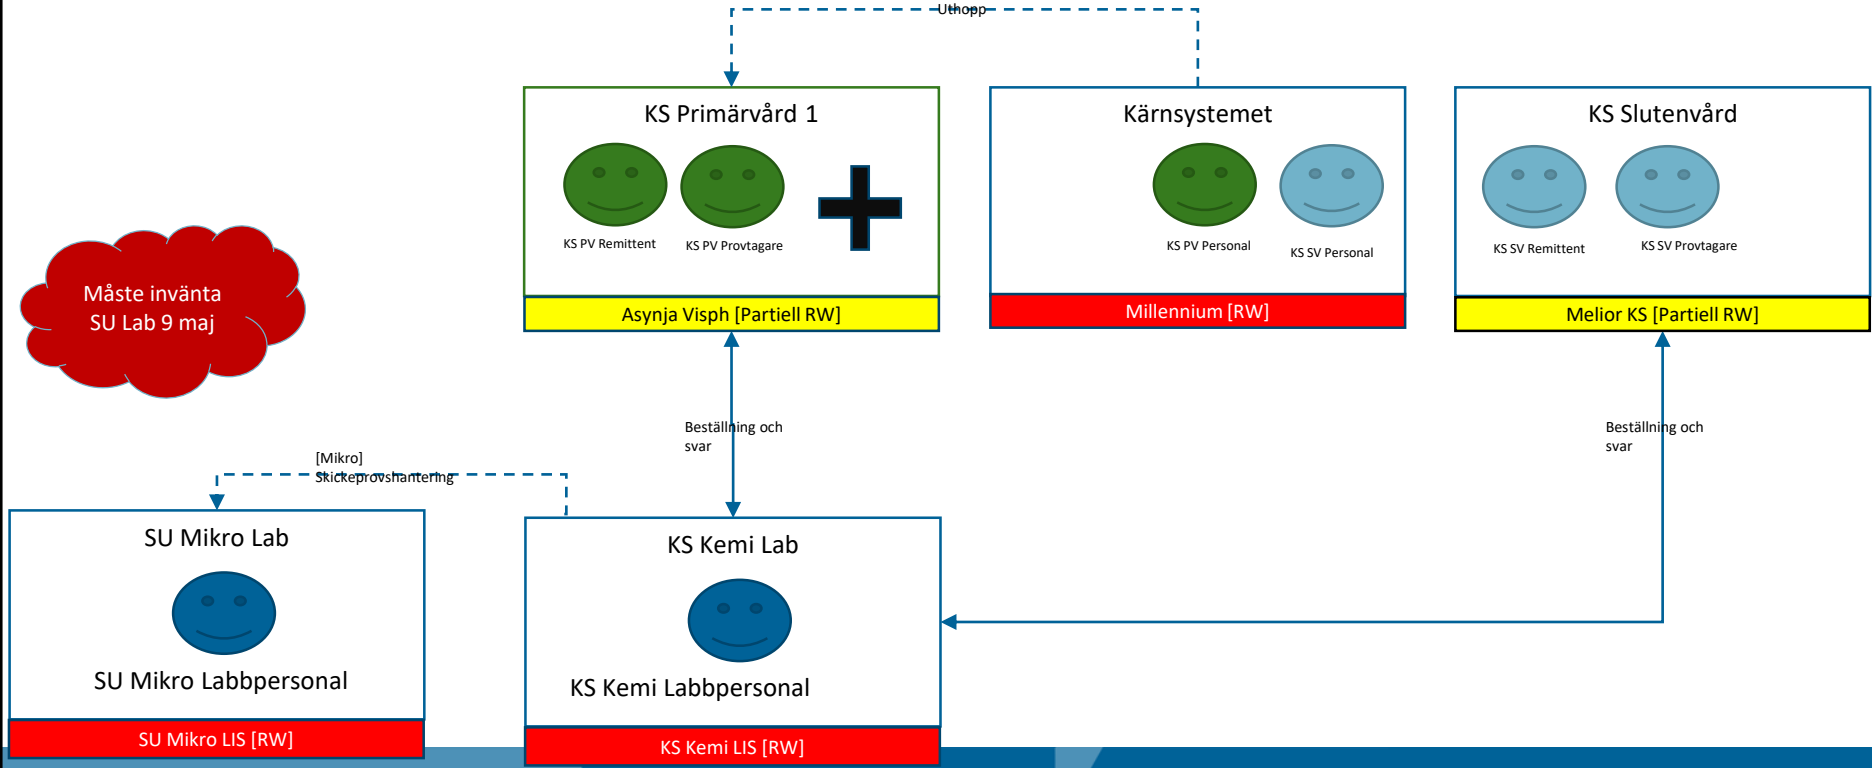 Uthopp
KS Primärvård 1
KS PV Remittent
KS PV Provtagare
Asynja Visph [Partiell RW]
Kärnsystemet
KS PV Personal
KS SV Personal
Millennium [RW]
KS Slutenvård
KS SV Remittent
KS SV Provtagare
Melior KS [Partiell RW]
Måste invänta
SU Lab 9 maj
Beställning och
svar
Beställning och
svar
[Mikro]
Skickeprovshantering
SU Mikro Lab
SU Mikro Labbpersonal
SU Mikro LIS [RW]
KS Kemi Lab
KS Kemi Labbpersonal
KS Kemi LIS [RW]